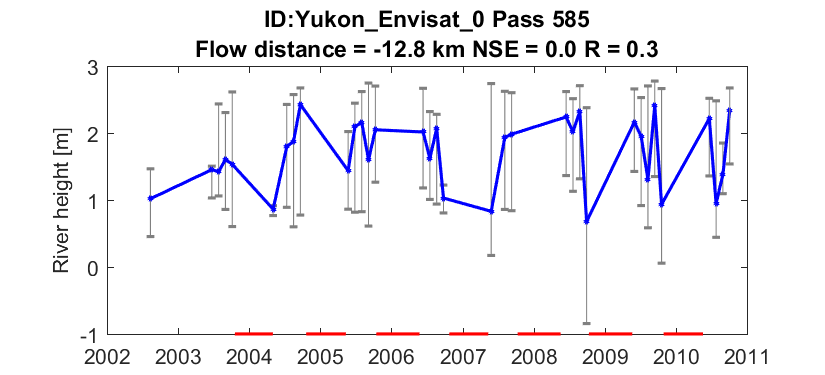 ID:Yukon_Envisat_0 Pass 585
Flow distance = -12.8 km NSE = 0.0 R = 0.3
River height [m]
3
2
1
0
-1
2002 2003 2004 2005 2006 2007 2008 2009 2010 2011